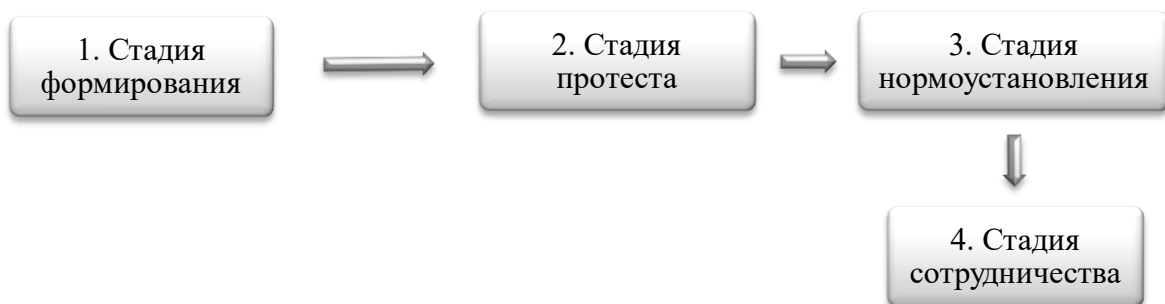 1. Стадия
формирования
2. Стадия
протеста
3. Стадия
нормоустановления
4. Стадия
сотрудничества